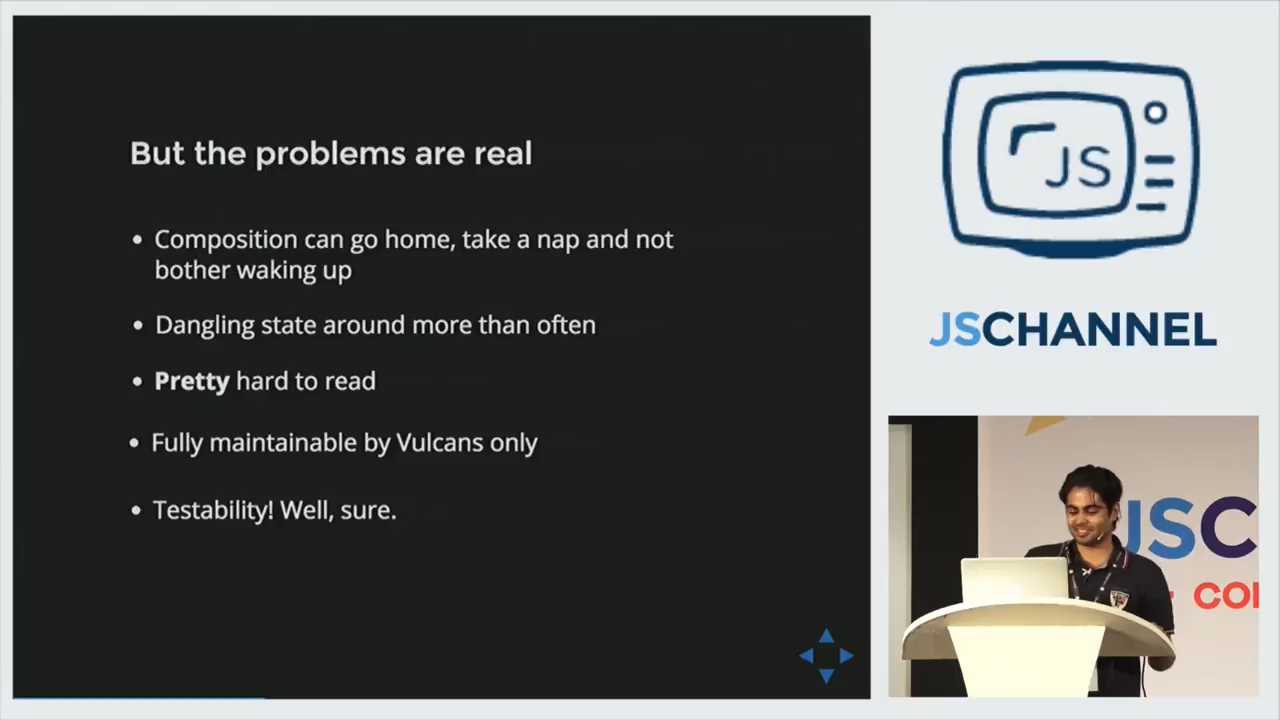 But the problems are real
• Composition can go home, take a nap and not
bother waking up
• Dangling state around more than often
• Pretty hard to read
• Fully maintainable by Vulcans only
• Testability! Well, sure.
JS
JSCHANNEL
JSC